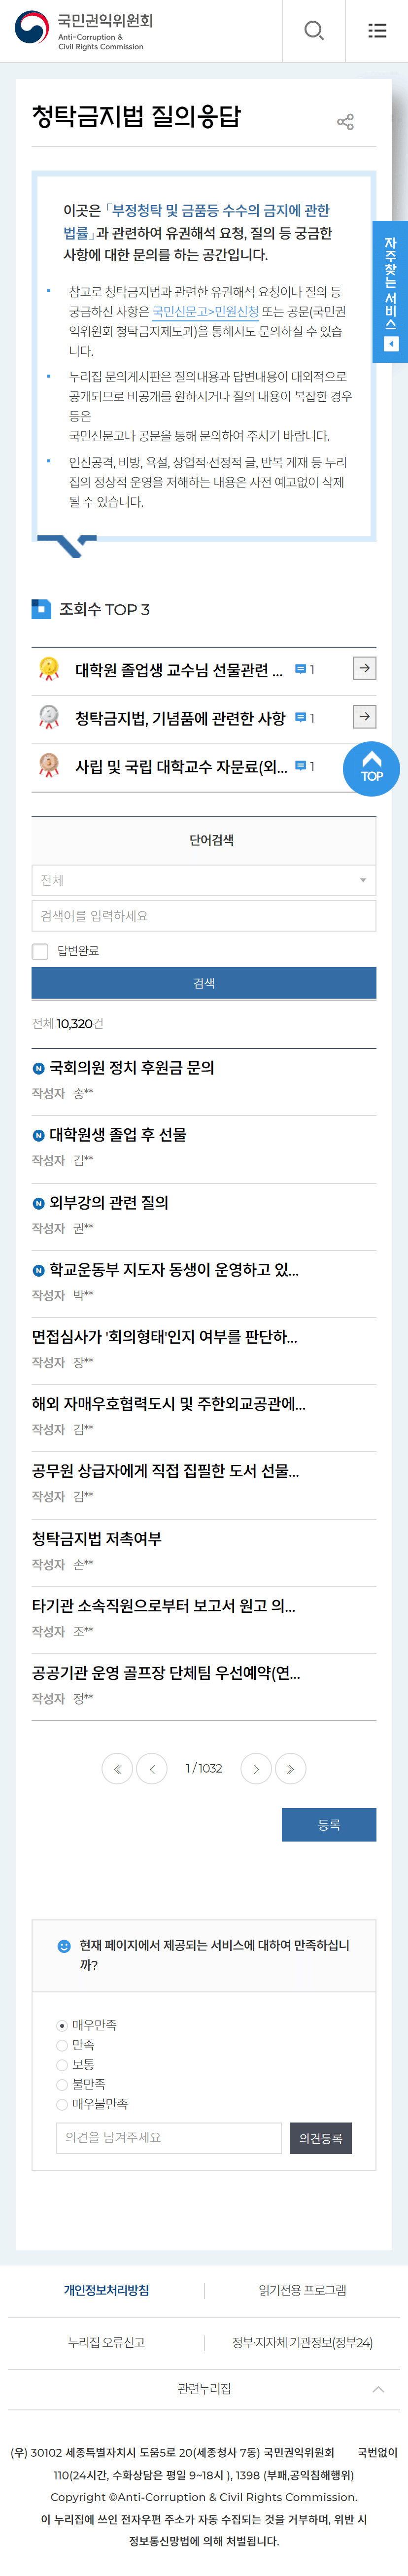 국민권익위원회
Anti-Corruption &
Civil Rights Commission
청탁금지법 질의응답
자주찾는 서비스
이곳은 「부정청탁 및 금품등 수수의 금지에 관한
법률」과 관련하여 유권해석 요청, 질의 등 궁금한
사항에 대한 문의를 하는 공간입니다.
참고로 청탁금지법과 관련한 유권해석 요청이나 질의 등
궁금하신 사항은 국민신문고>민원신청 또는 공문(국민권
익위원회 청탁금지제도과)을 통해서도 문의하실 수 있습
니다.
누리집 문의게시판은 질의내용과 답변내용이 대외적으로
공개되므로 비공개를 원하시거나 질의 내용이 복잡한 경우
등은
국민신문고나 공문을 통해 문의하여 주시기 바랍니다.
인신공격, 비방, 욕설, 상업적·선정적 글, 반복 게재 등 누리
집의 정상적 운영을 저해하는 내용은 사전 예고없이 삭제
될 수 있습니다.
조회수 TOP 3
1 대학원 졸업생 교수님 선물관련 ... 1
2 청탁금지법, 기념품에 관련한 사항 1
3 사립 및 국립 대학교수 자문료(외... 1
TOP
단어검색
전체
검색어를 입력하세요
답변완료
검색
전체 10,320건
N 국회의원 정치 후원금 문의
작성자 송**
N 대학원생 졸업 후 선물
작성자 김**
N 외부강의 관련 질의
작성자 권**
N 학교운동부 지도자 동생이 운영하고 있...
작성자 박**
면접심사가 '회의형태'인지 여부를 판단하...
작성자 장**
해외 자매우호협력도시 및 주한외교공관에...
작성자 김**
공무원 상급자에게 직접 집필한 도서 선물...
작성자 김**
청탁금지법 저촉여부
작성자 손**
타기관 소속직원으로부터 보고서 원고 의...
작성자 조**
공공기관 운영 골프장 단체팀 우선예약(연...
작성자 정**
1 / 1032
등록
현재 페이지에서 제공되는 서비스에 대하여 만족하십니
까?
매우만족
만족
보통
불만족
매우불만족
의견을 남겨주세요
의견등록
개인정보처리방침
읽기전용 프로그램
누리집 오류신고
정부·지자체 기관정보(정부24)
관련누리집
(우) 30102 세종특별자치시 도움5로 20(세종청사 7동) 국민권익위원회 국번없이
110(24시간, 수화상담은 평일 9~18시 ), 1398 (부패,공익침해행위)
Copyright ©Anti-Corruption & Civil Rights Commission.
이 누리집에 쓰인 전자우편 주소가 자동 수집되는 것을 거부하며, 위반 시
정보통신망법에 의해 처벌됩니다.